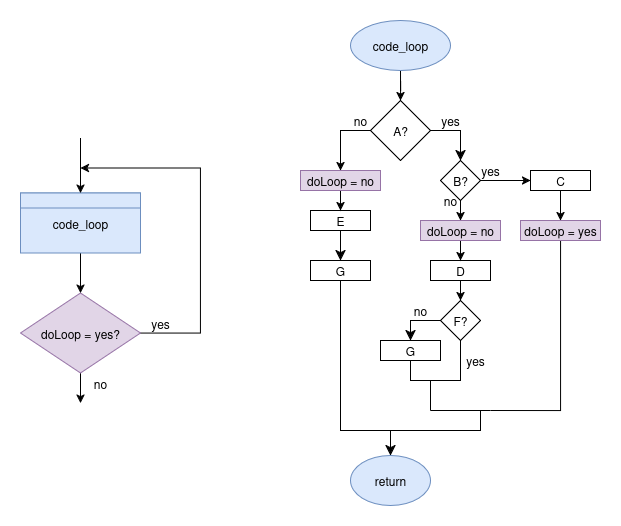 code_loop
A?
no
yes
doLoop = no
B?
yes
C
E
no
doLoop = no
doLoop = yes
G
D
no
F?
G
yes
return
code_loop
doLoop = yes?
yes
no